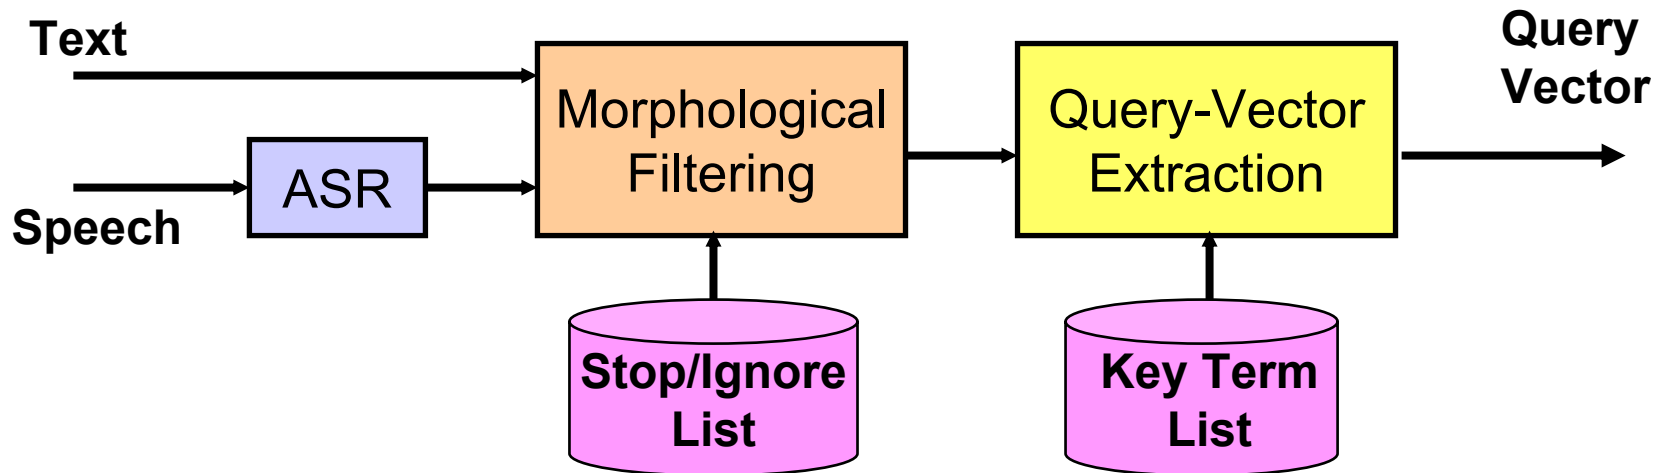 Text
Speech
ASR
Morphological
Filtering
Stop/Ignore
List
Query-Vector
Extraction
Key Term
List
Query
Vector